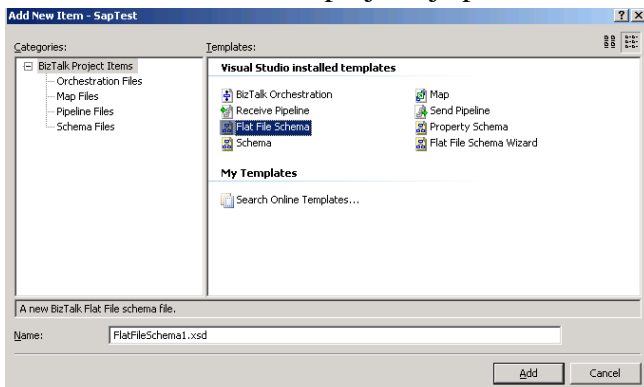 Add New Item - SapTest
Categories:
Templates:
BizTalk Project Items
Orchestration Files
Map Files
Pipeline Files
Schema Files
Visual Studio installed templates
BizTalk Orchestration
Map
Receive Pipeline
Send Pipeline
Flat File Schema
Property Schema
Schema
Flat File Schema Wizard
My Templates
Search Online Templates...
A new BizTalk Flat File schema file.
Name:
FlatFileSchema1.xsd
Add
Cancel